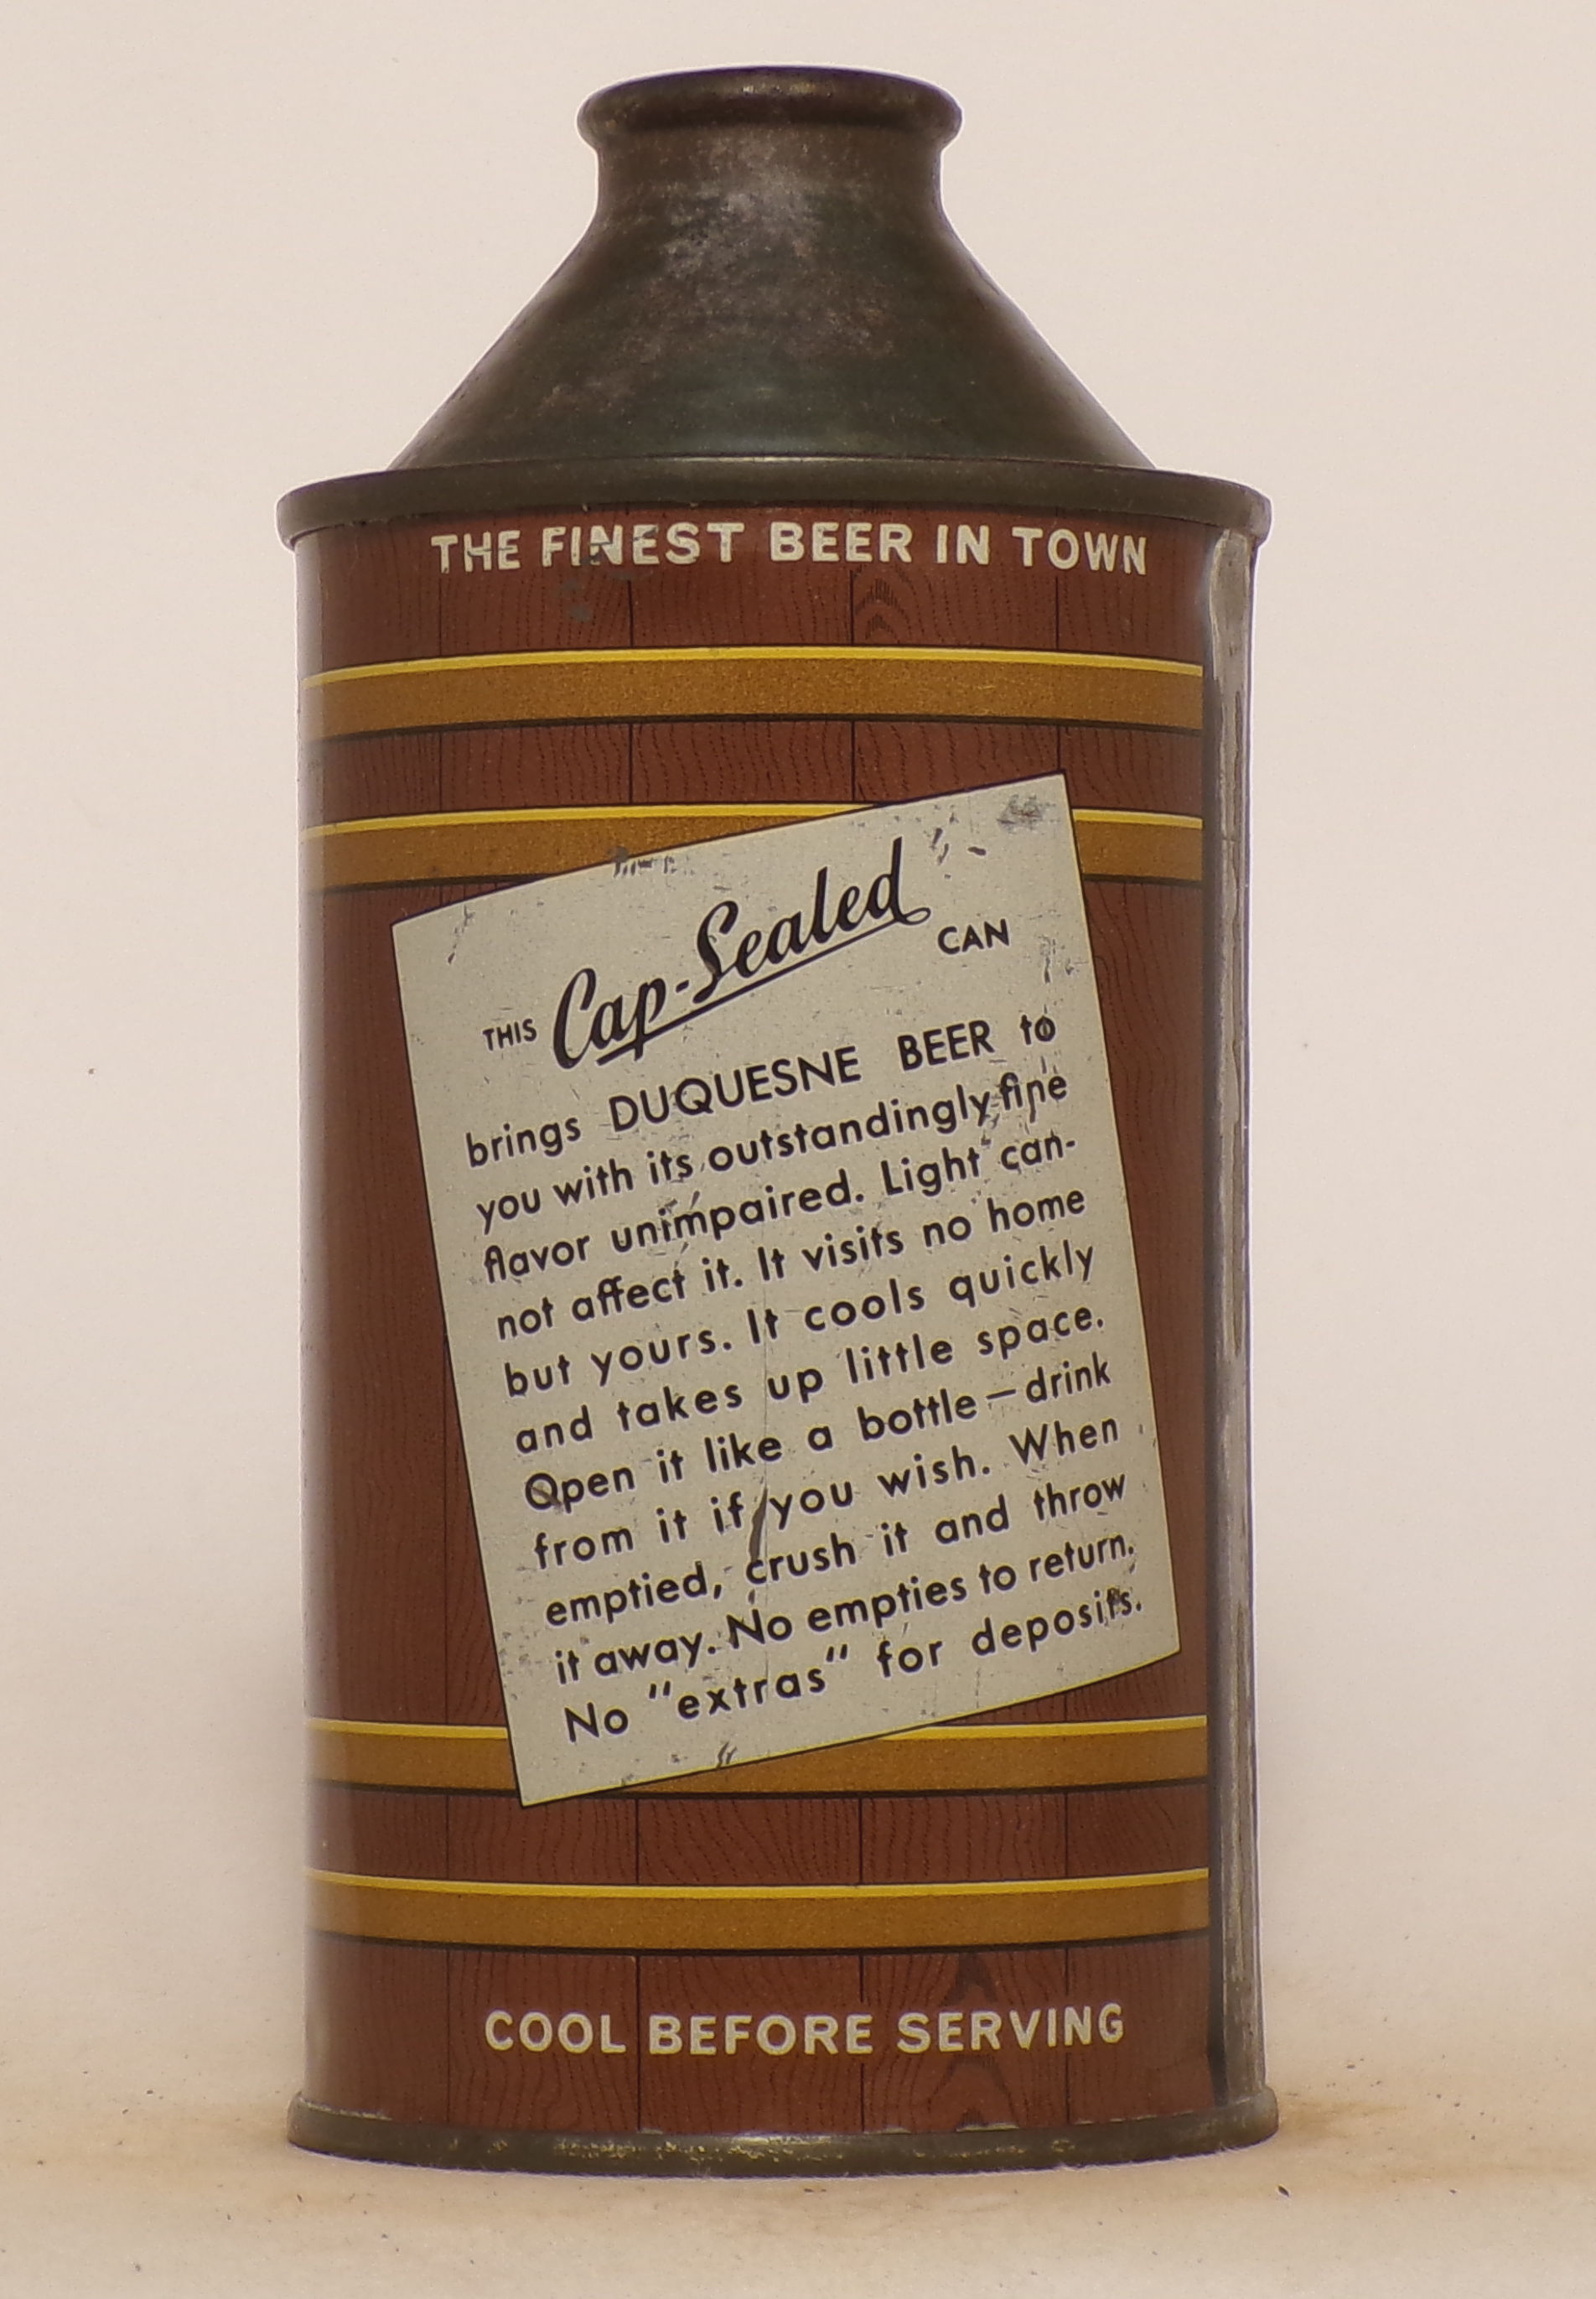 THE FINEST BEER IN TOWN
THIS Cap-Sealed CAN
brings DUQUESNE BEER to
you with its outstandingly fine
flavor unimpaired. Light can-
not affect it. It visits no home
but yours. It cools quickly
and takes up little space.
Open it like a bottle—drink
from it if you wish. When
emptied, crush it and throw
it away. No empties to return.
No "extras" for deposits.
COOL BEFORE SERVING